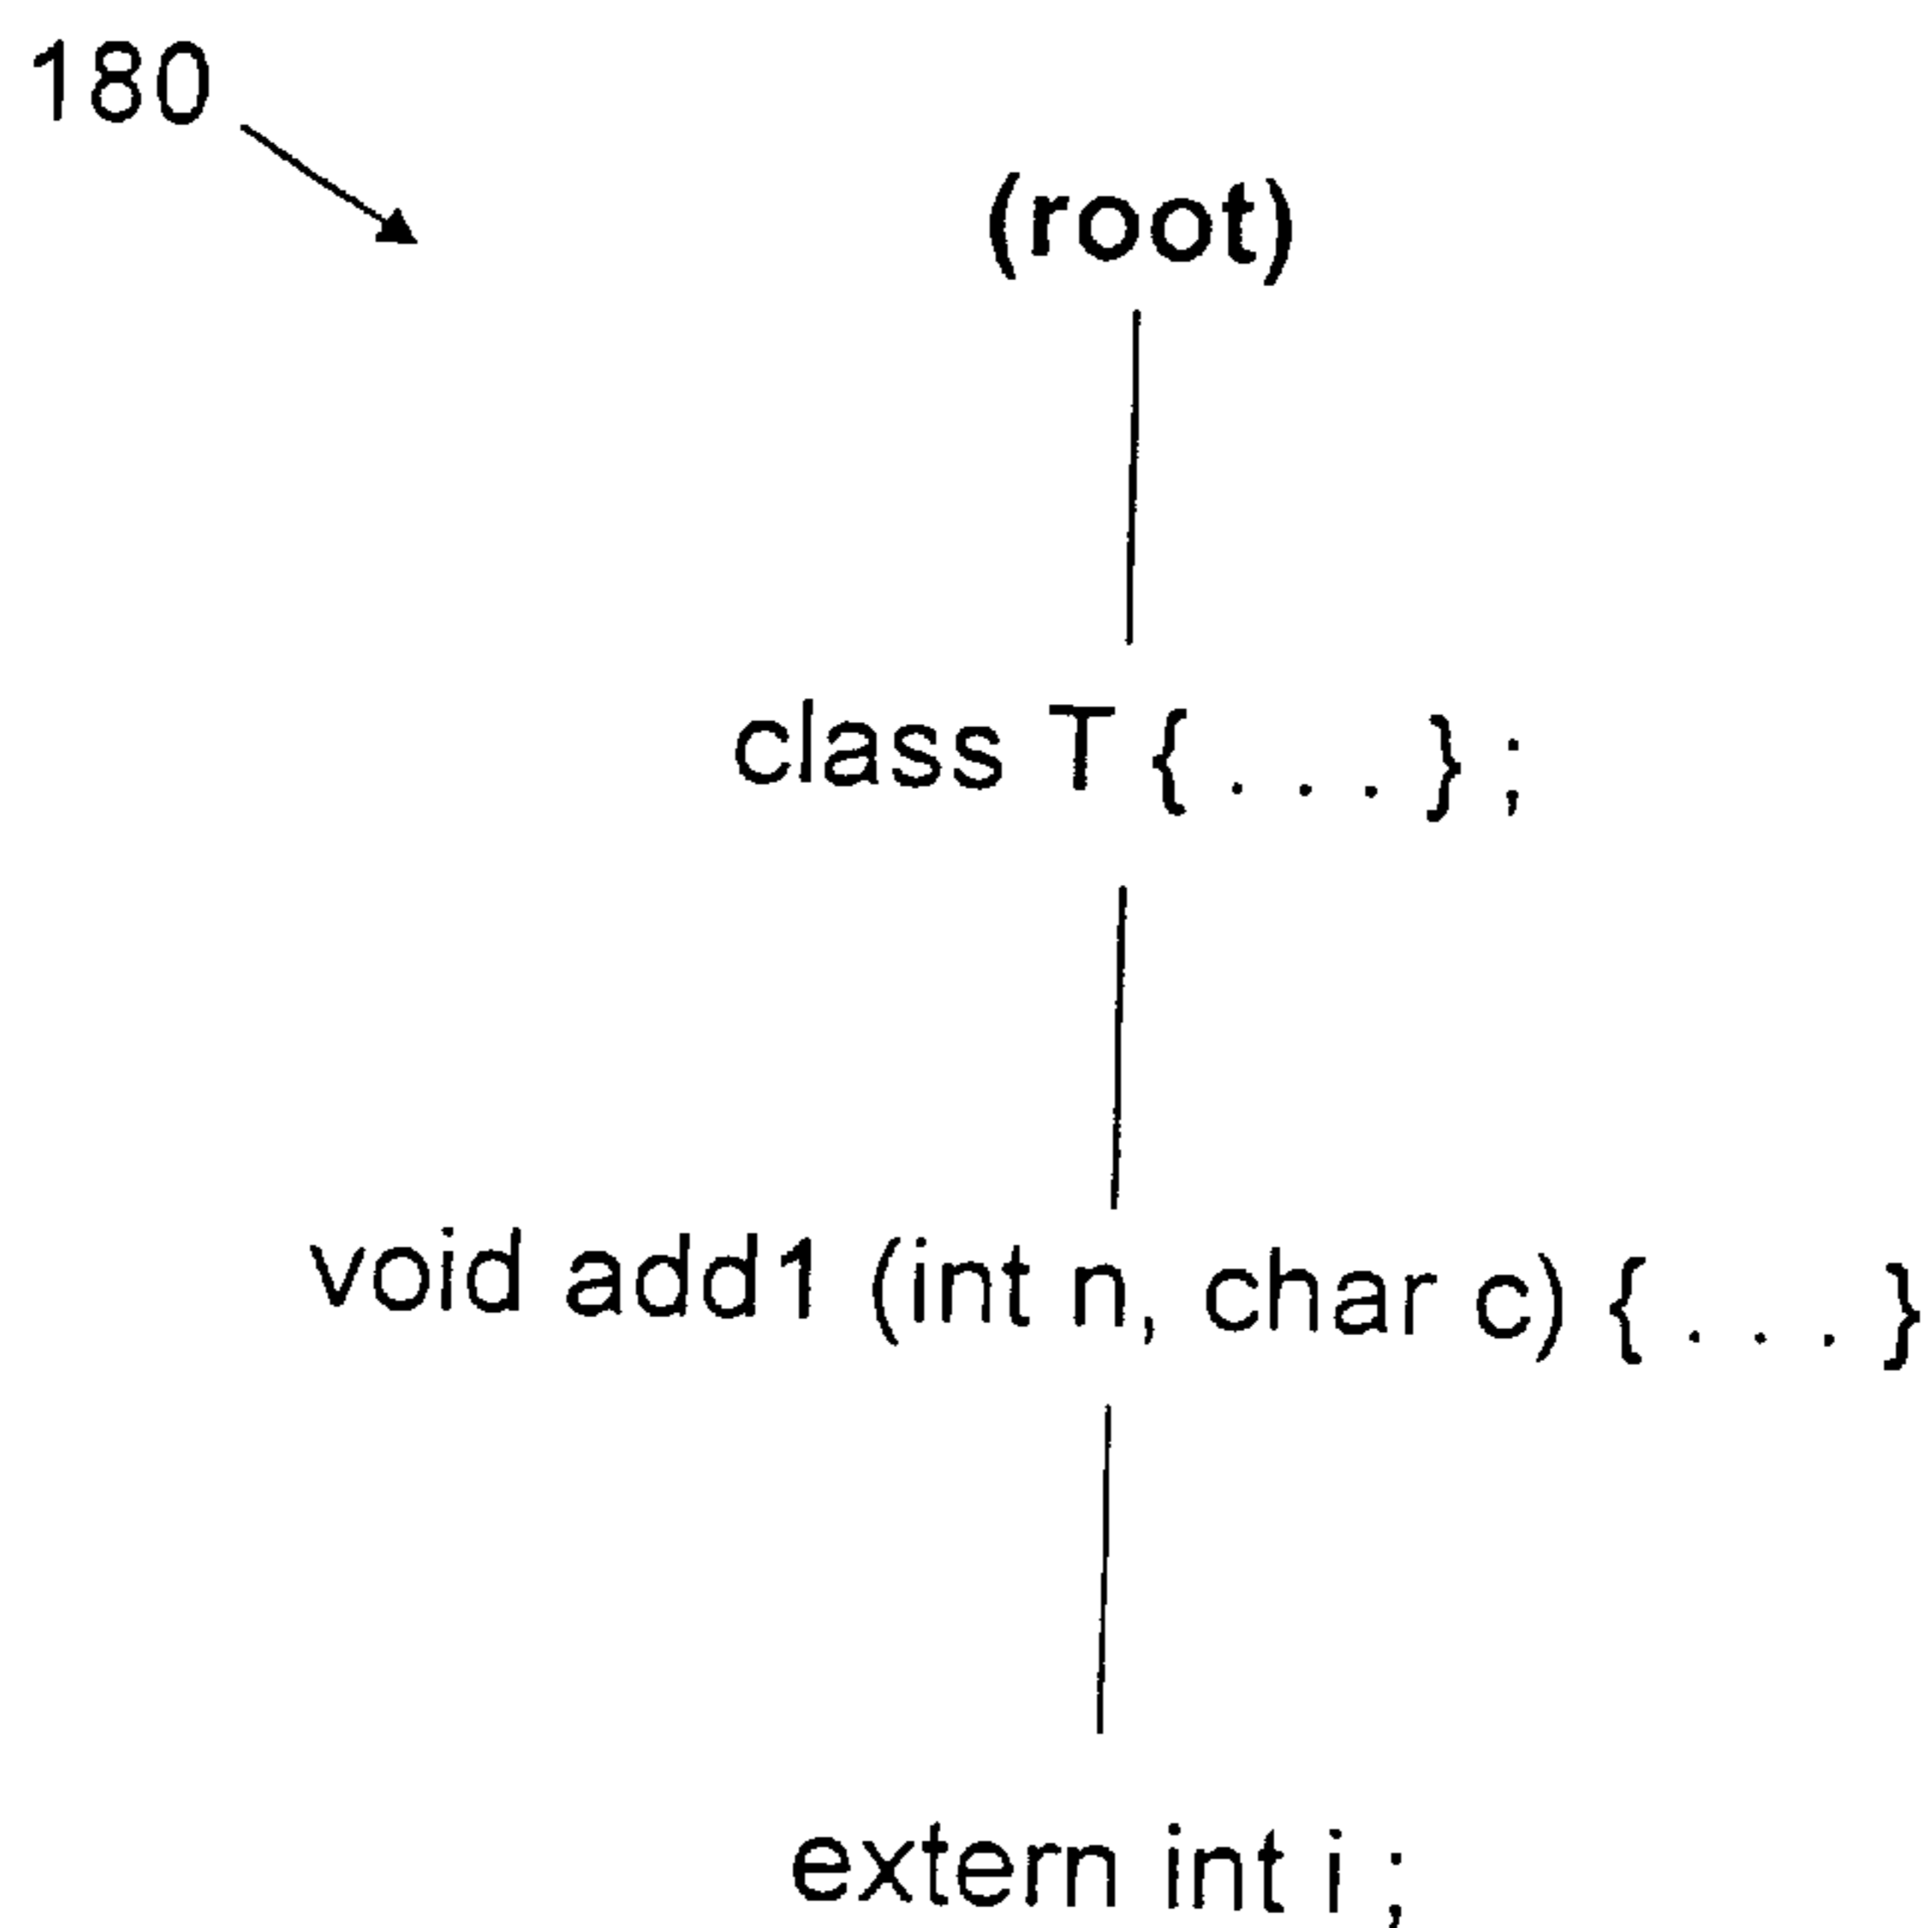 180
(root)
class T { . . . } ;
void add1 (int n, char c) { . . . }
extern int i ;